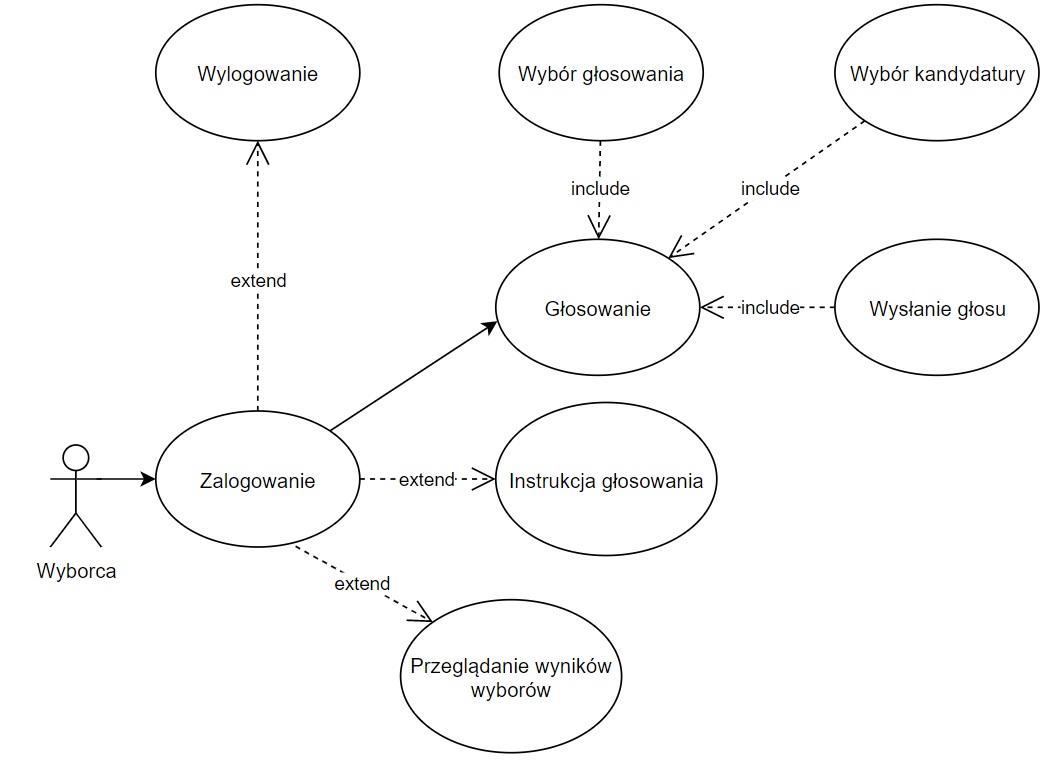 Wylogowanie
Wybór głosowania
Wybór kandydatury
include
include
extend
Głosowanie
include
Wysłanie głosu
Zalogowanie
extend
Instrukcja głosowania
Wyborca
extend
Przeglądanie wyników
wyborów